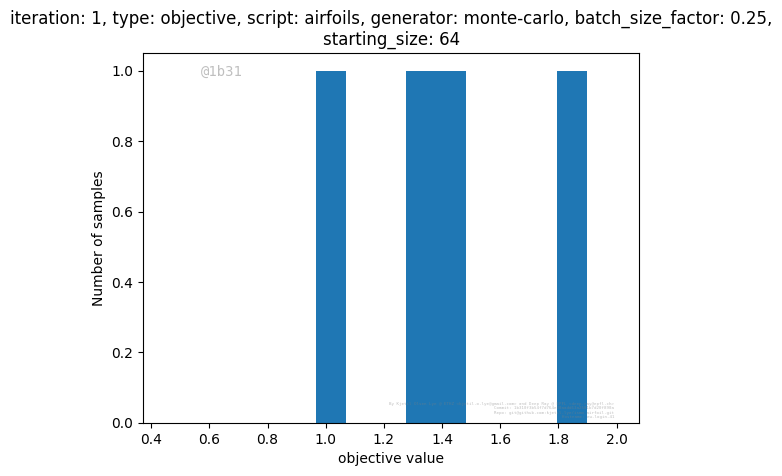 iteration: 1, type: objective, script: airfoils, generator: monte-carlo, batch_size_factor: 0.25,
starting_size: 64
@1b31
1.0
0.8
0.6
0.4
0.2
0.0
Number of samples
0.4 0.6 0.8 1.0 1.2 1.4 1.6 1.8 2.0
objective value